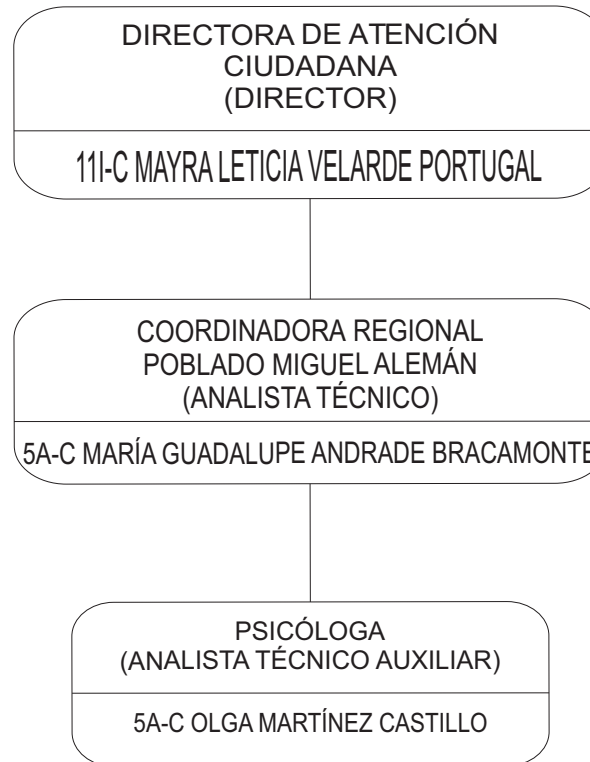 DIRECTORA DE ATENCIÓN
CIUDADANA
(DIRECTOR)
11I-C MAYRA LETICIA VELARDE PORTUGAL
COORDINADORA REGIONAL
POBLADO MIGUEL ALEMÁN
(ANALISTA TÉCNICO)
5A-C MARÍA GUADALUPE ANDRADE BRACAMONTE
PSICÓLOGA
(ANALISTA TÉCNICO AUXILIAR)
5A-C OLGA MARTÍNEZ CASTILLO